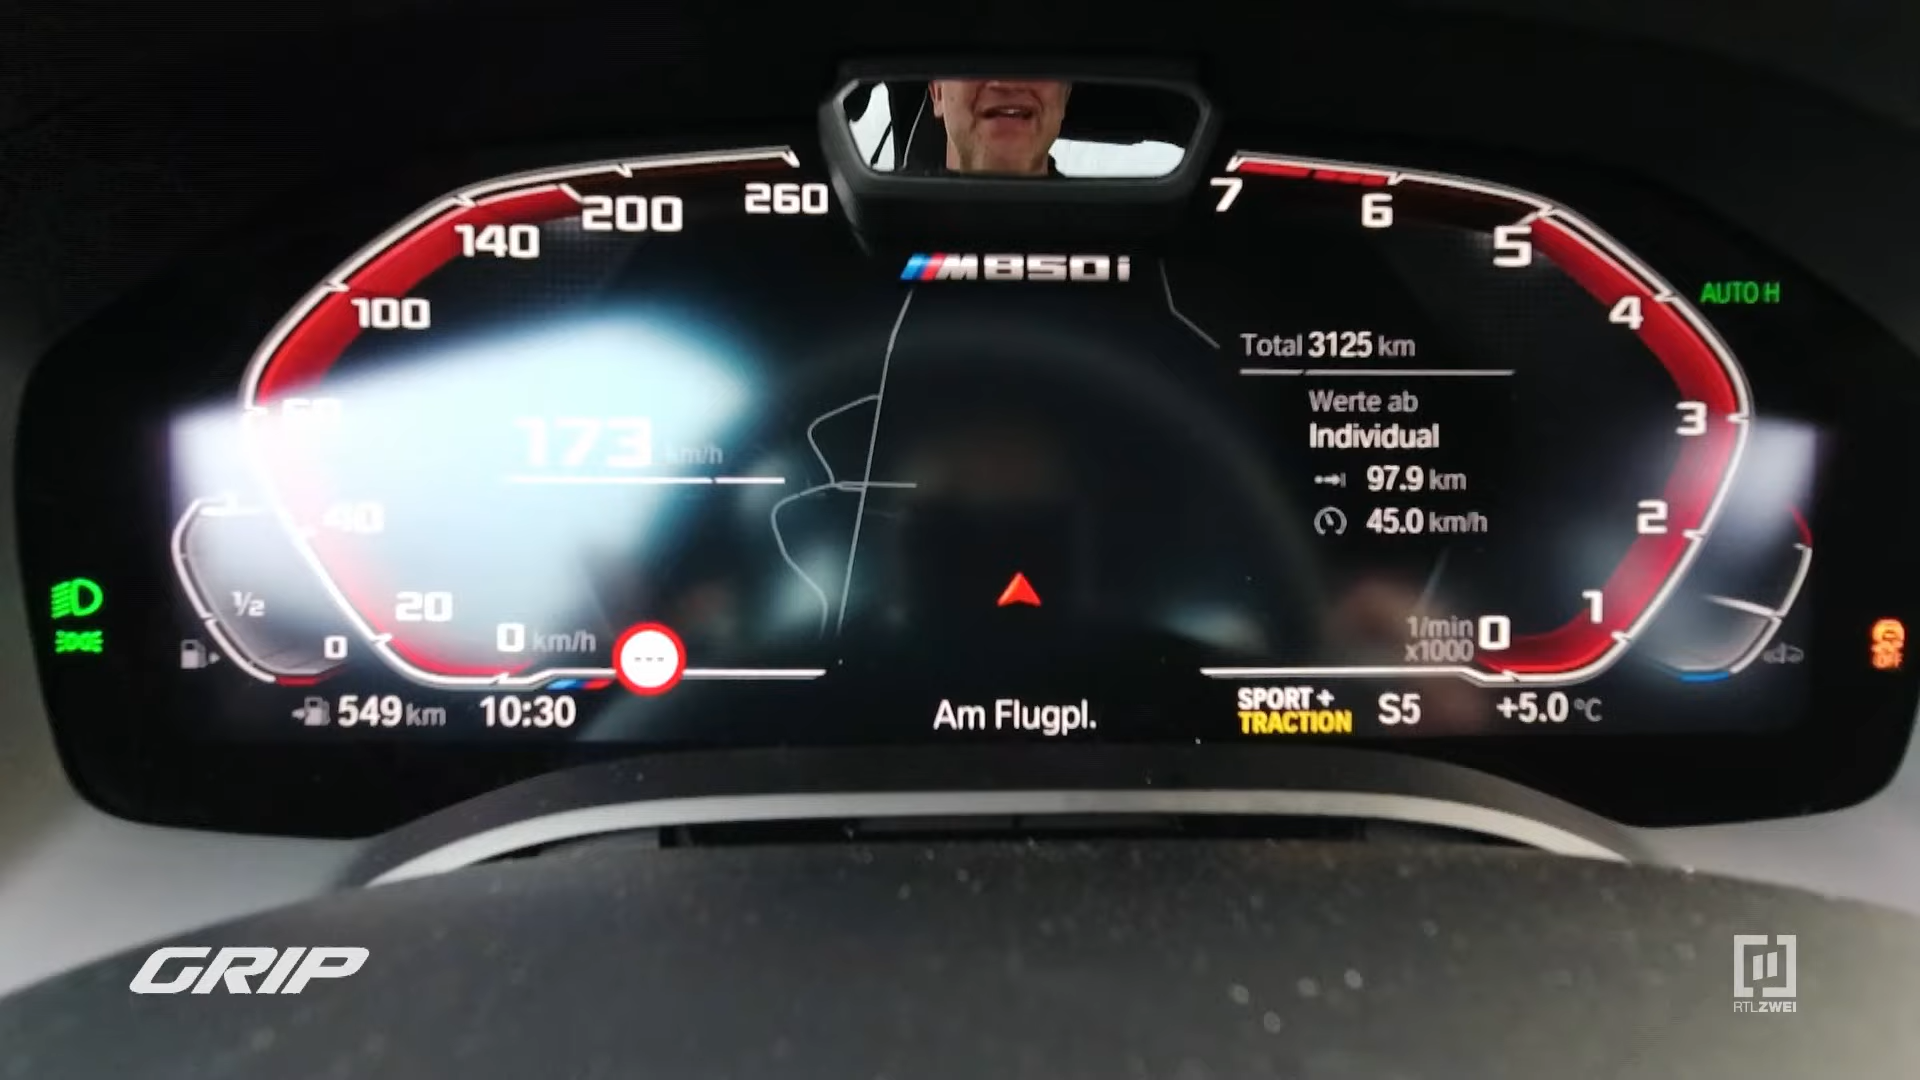 260
200
140
100
60
40
20
0 km/h
173 km/h
M850i
7
6
5
4
3
2
1
0
1/min
x1000
AUTO H
Total 3125 km
Werte ab
Individual
97.9 km
45.0 km/h
½
0
---
549 km
10:30
Am Flugpl.
SPORT +
TRACTION
S5
+5.0 °C
OFF
GRIP
RTLZWEI